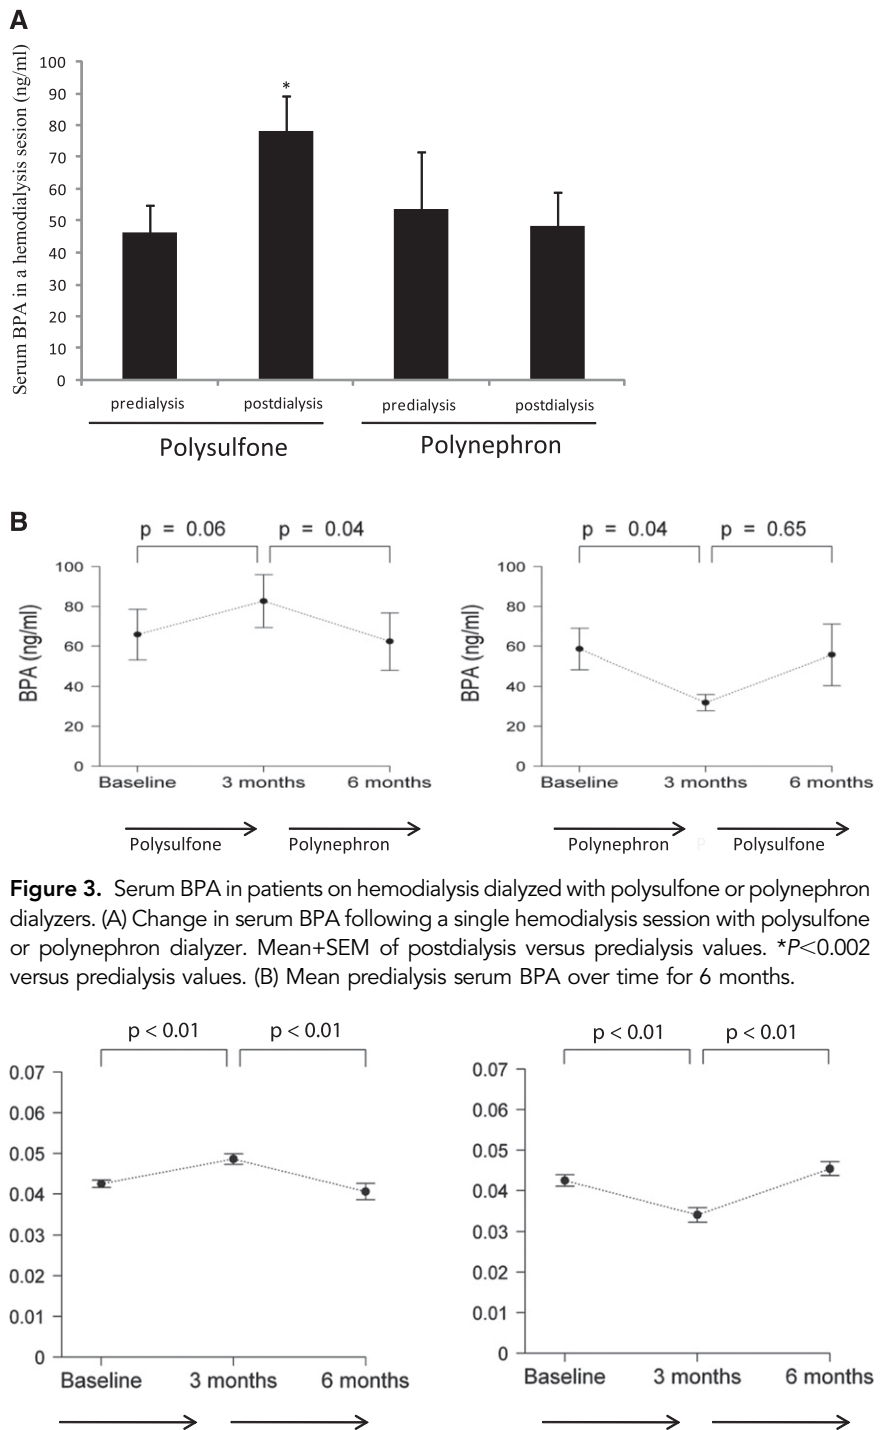 A
Serum BPA in a hemodialysis sesion (ng/ml)
100
90
80
70
60
50
40
30
20
10
0
*
predialysis postdialysis predialysis postdialysis
Polysulfone Polynephron
B
p = 0.06 p = 0.04
BPA (ng/ml)
100
80
60
40
20
0
Baseline 3 months 6 months
Polysulfone Polynephron
p = 0.04 p = 0.65
BPA (ng/ml)
100
80
60
40
20
0
Baseline 3 months 6 months
Polynephron P Polysulfone
Figure 3. Serum BPA in patients on hemodialysis dialyzed with polysulfone or polynephron
dialyzers. (A) Change in serum BPA following a single hemodialysis session with polysulfone
or polynephron dialyzer. Mean+SEM of postdialysis versus predialysis values. *P<0.002
versus predialysis values. (B) Mean predialysis serum BPA over time for 6 months.
p < 0.01 p < 0.01
0.07
0.06
0.05
0.04
0.03
0.02
0.01
0
Baseline 3 months 6 months
p < 0.01 p < 0.01
0.07
0.06
0.05
0.04
0.03
0.02
0.01
0
Baseline 3 months 6 months